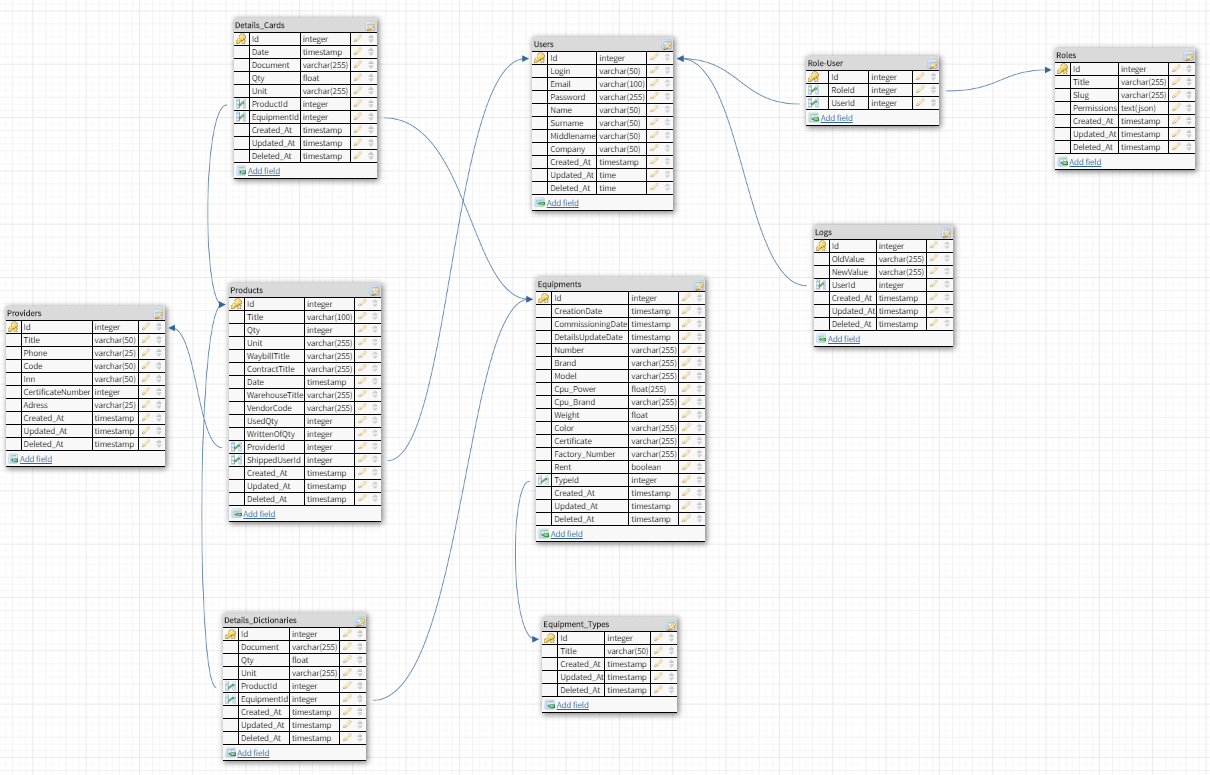 Details_Cards
Id integer
Date timestamp
Document varchar(255)
Qty float
Unit varchar(255)
ProductId integer
EquipmentId integer
Created_At timestamp
Updated_At timestamp
Deleted_At timestamp
Add field
Users
Id integer
Login varchar(50)
Email varchar(100)
Password varchar(255)
Name varchar(50)
Surname varchar(50)
Middlename varchar(50)
Company varchar(50)
Created_At timestamp
Updated_At time
Deleted_At time
Add field
Role-User
Id integer
RoleId integer
UserId integer
Add field
Roles
Id integer
Title varchar(255)
Slug varchar(255)
Permissions text(json)
Created_At timestamp
Updated_At timestamp
Deleted_At timestamp
Add field
Logs
Id integer
OldValue varchar(255)
NewValue varchar(255)
UserId integer
Created_At timestamp
Updated_At timestamp
Deleted_At timestamp
Add field
Providers
Id integer
Title varchar(50)
Phone varchar(25)
Code varchar(50)
Inn varchar(50)
CertificateNumber integer
Adress varchar(25)
Created_At timestamp
Updated_At timestamp
Deleted_At timestamp
Add field
Products
Id integer
Title varchar(100)
Qty integer
Unit varchar(255)
WaybillTitle varchar(255)
ContractTitle varchar(255)
Date timestamp
WarehouseTitle varchar(255)
VendorCode varchar(255)
UsedQty integer
WrittenOfQty integer
ProviderId integer
ShippedUserId integer
Created_At timestamp
Updated_At timestamp
Deleted_At timestamp
Add field
Equipments
Id integer
CreationDate timestamp
CommissioningDate timestamp
DetailsUpdateDate timestamp
Number varchar(255)
Brand varchar(255)
Model varchar(255)
Cpu_Power float(255)
Cpu_Brand varchar(255)
Weight float
Color varchar(255)
Certificate varchar(255)
Factory_Number varchar(255)
Rent boolean
TypeId integer
Created_At timestamp
Updated_At timestamp
Deleted_At timestamp
Add field
Details_Dictionaries
Id integer
Document varchar(255)
Qty float
Unit varchar(255)
ProductId integer
EquipmentId integer
Created_At timestamp
Updated_At timestamp
Deleted_At timestamp
Add field
Equipment_Types
Id integer
Title varchar(50)
Created_At timestamp
Updated_At timestamp
Deleted_At timestamp
Add field